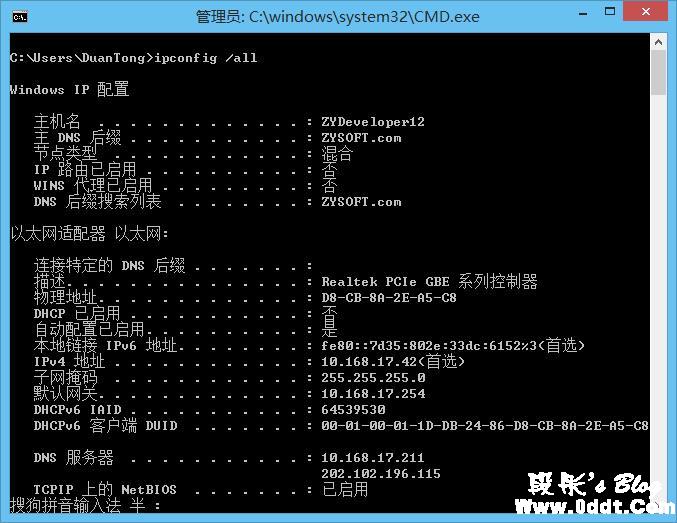 管理员: C:\windows\system32\CMD.exe
C:\Users\DuanTong>ipconfig /all
Windows IP 配置
主机名 . . . . . . . . . . . . . : ZYDeveloper12
主 DNS 后缀 . . . . . . . . . . . : ZYSOFT.com
节点类型 . . . . . . . . . . . . : 混合
IP 路由已启用 . . . . . . . . . . : 否
WINS 代理已启用 . . . . . . . . . : 否
DNS 后缀搜索列表 . . . . . . . . : ZYSOFT.com
以太网适配器 以太网:
连接特定的 DNS 后缀 . . . . . . . :
描述. . . . . . . . . . . . . . . : Realtek PCIe GBE 系列控制器
物理地址. . . . . . . . . . . . . : D8-CB-8A-2E-A5-C8
DHCP 已启用 . . . . . . . . . . . : 否
自动配置已启用. . . . . . . . . . : 是
本地链接 IPv6 地址. . . . . . . . : fe80::7d35:802e:33dc:6152%3(首选)
IPv4 地址 . . . . . . . . . . . . : 10.168.17.42(首选)
子网掩码 . . . . . . . . . . . . : 255.255.255.0
默认网关. . . . . . . . . . . . . : 10.168.17.254
DHCPv6 IAID . . . . . . . . . . . : 64539530
DHCPv6 客户端 DUID . . . . . . . : 00-01-00-01-1D-DB-24-86-D8-CB-8A-2E-A5-C8
DNS 服务器 . . . . . . . . . . . : 10.168.17.211
202.102.196.115
TCPIP 上的 NetBIOS . . . . . . . : 已启用
搜狗拼音输入法 半 :
段彤's Blog
Www.0ddt.Com